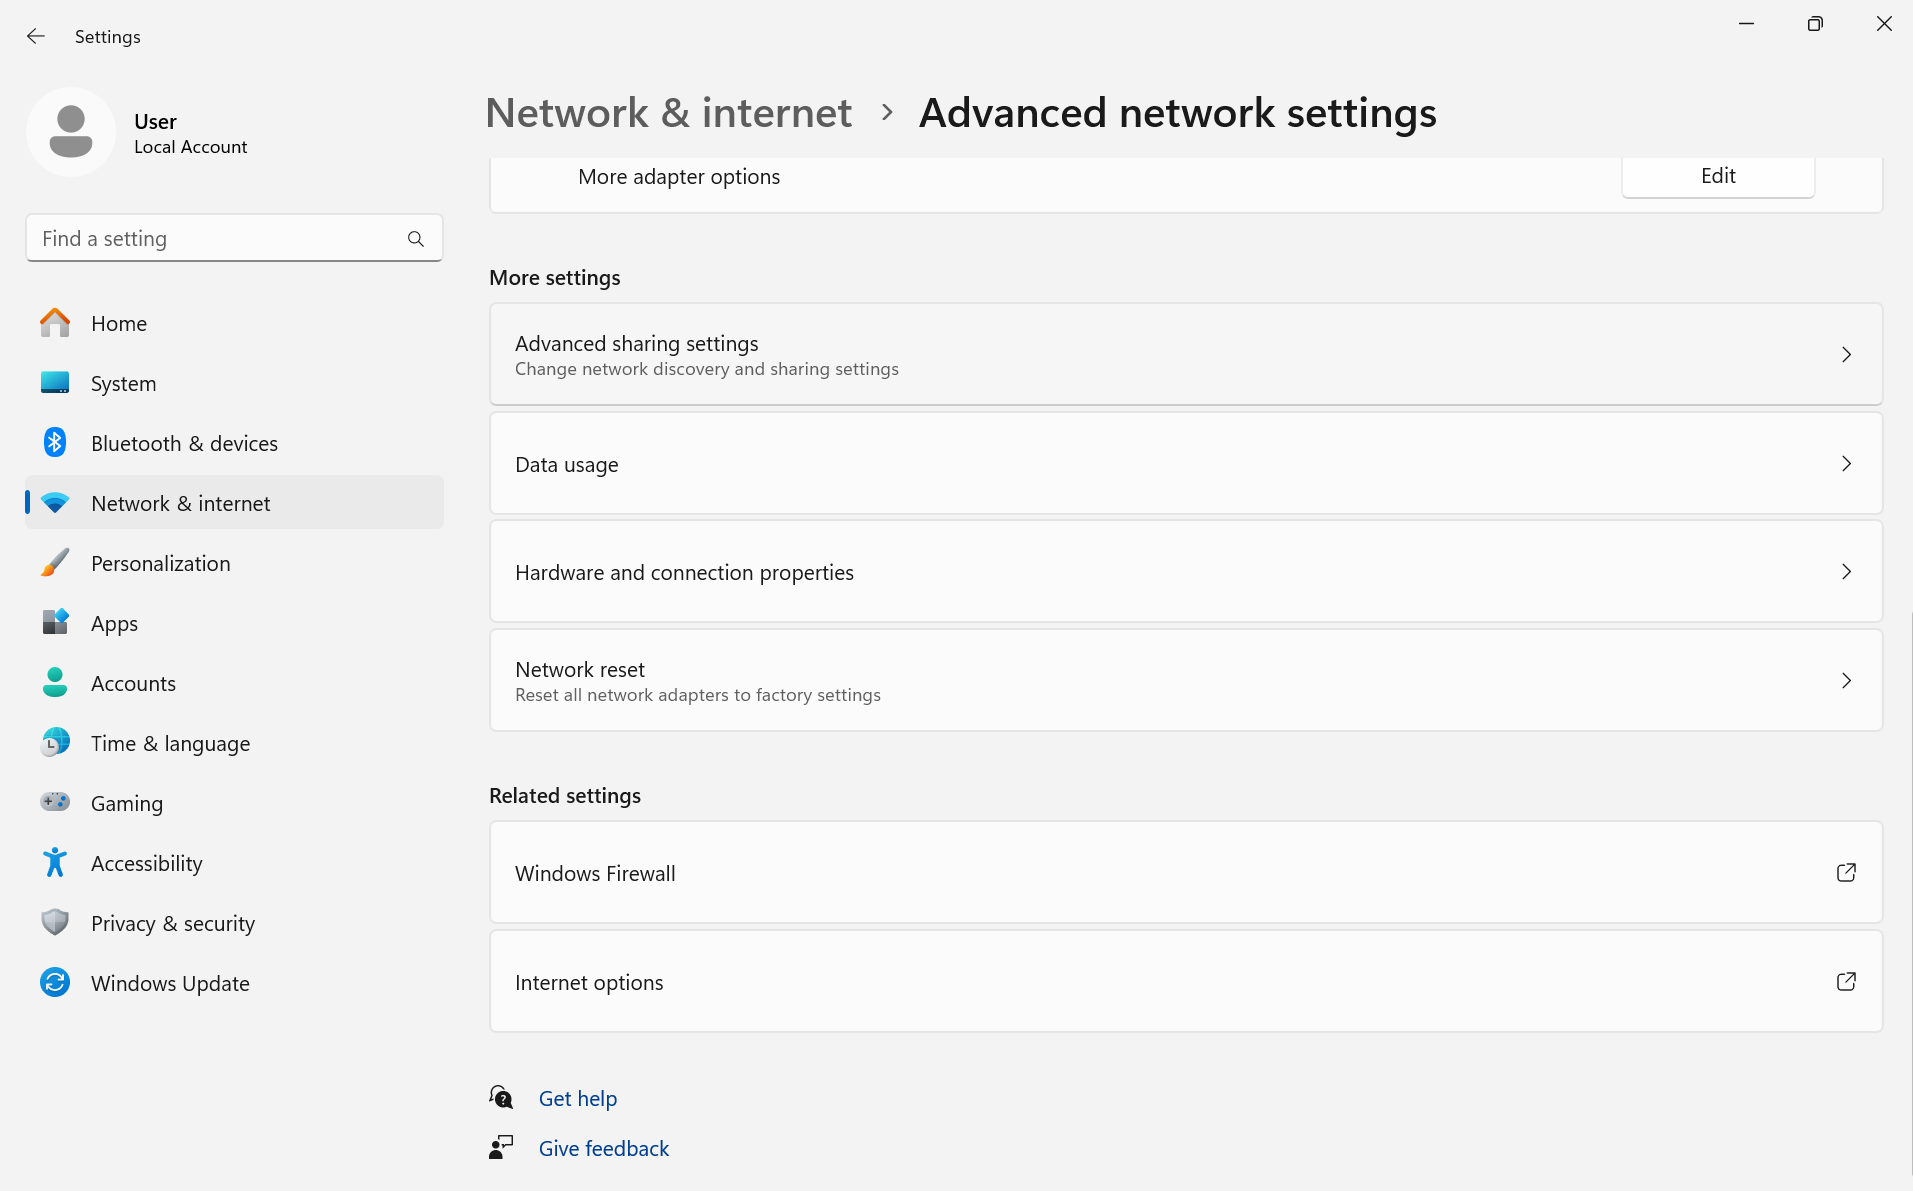 Settings
User
Local Account
Find a setting
Home
System
Bluetooth & devices
Network & internet
Personalization
Apps
Accounts
Time & language
Gaming
Accessibility
Privacy & security
Windows Update
Network & internet > Advanced network settings
More adapter options
Edit
More settings
Advanced sharing settings
Change network discovery and sharing settings
Data usage
Hardware and connection properties
Network reset
Reset all network adapters to factory settings
Related settings
Windows Firewall
Internet options
Get help
Give feedback